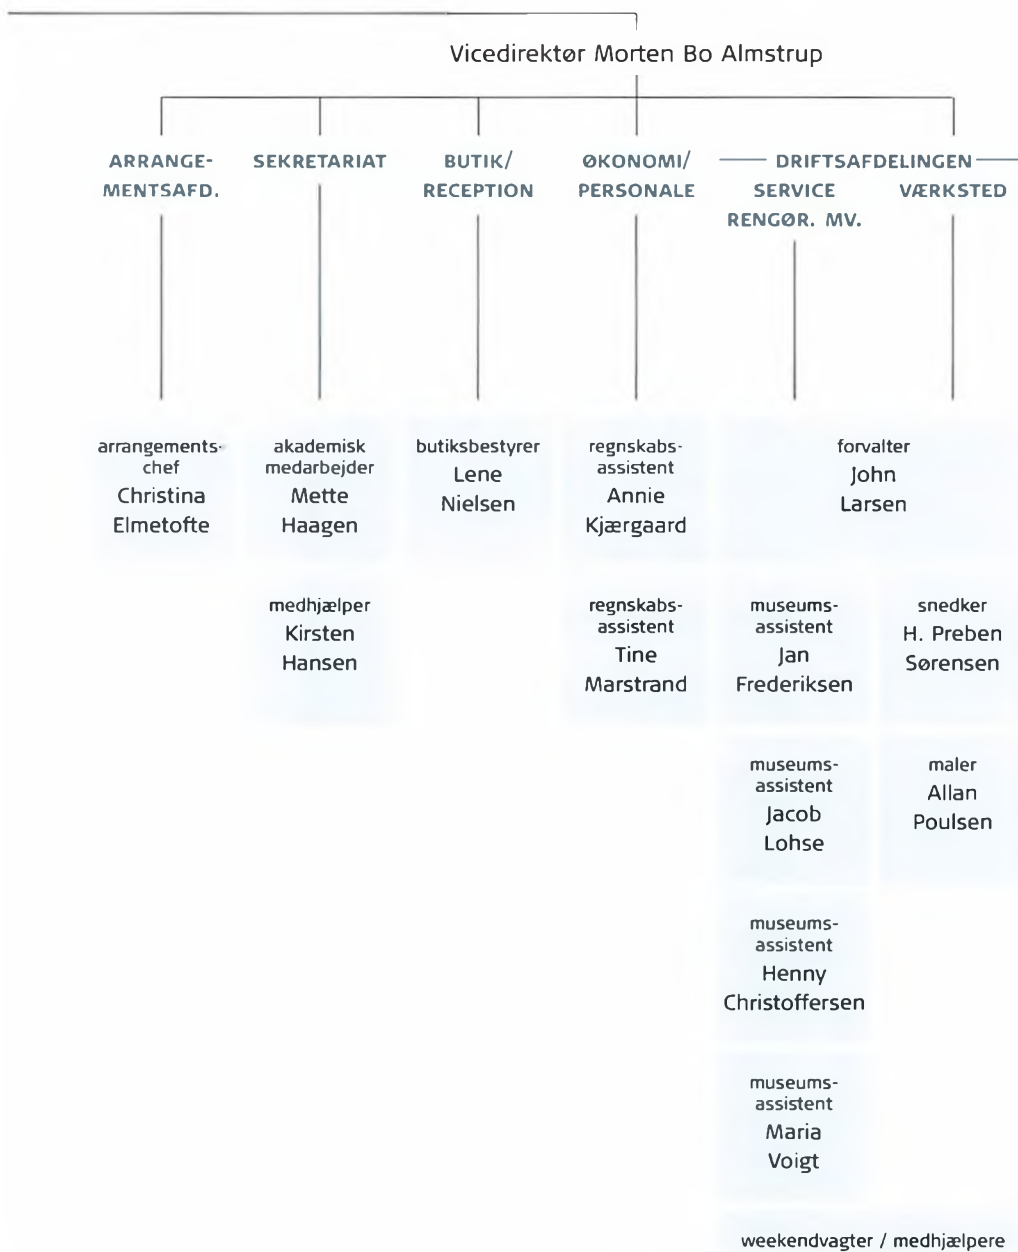 Vicedirektør Morten Bo Almstrup
ARRANGE-
MENTSAFD.
SEKRETARIAT
BUTIK/
RECEPTION
ØKONOMI/
PERSONALE
DRIFTSAFDELINGEN
SERVICE
RENGØR. MV.
VÆRKSTED
arrangements-
chef
Christina
Elmetofte
akademisk
medarbejder
Mette
Haagen
butiksbestyrer
Lene
Nielsen
regnskabs-
assistent
Annie
Kjærgaard
forvalter
John
Larsen
medhjælper
Kirsten
Hansen
regnskabs-
assistent
Tine
Marstrand
museums-
assistent
Jan
Frederiksen
snedker
H. Preben
Sørensen
museums-
assistent
Jacob
Lohse
maler
Allan
Poulsen
museums-
assistent
Henny
Christoffersen
museums-
assistent
Maria
Voigt
weekendvagter / medhjælpere